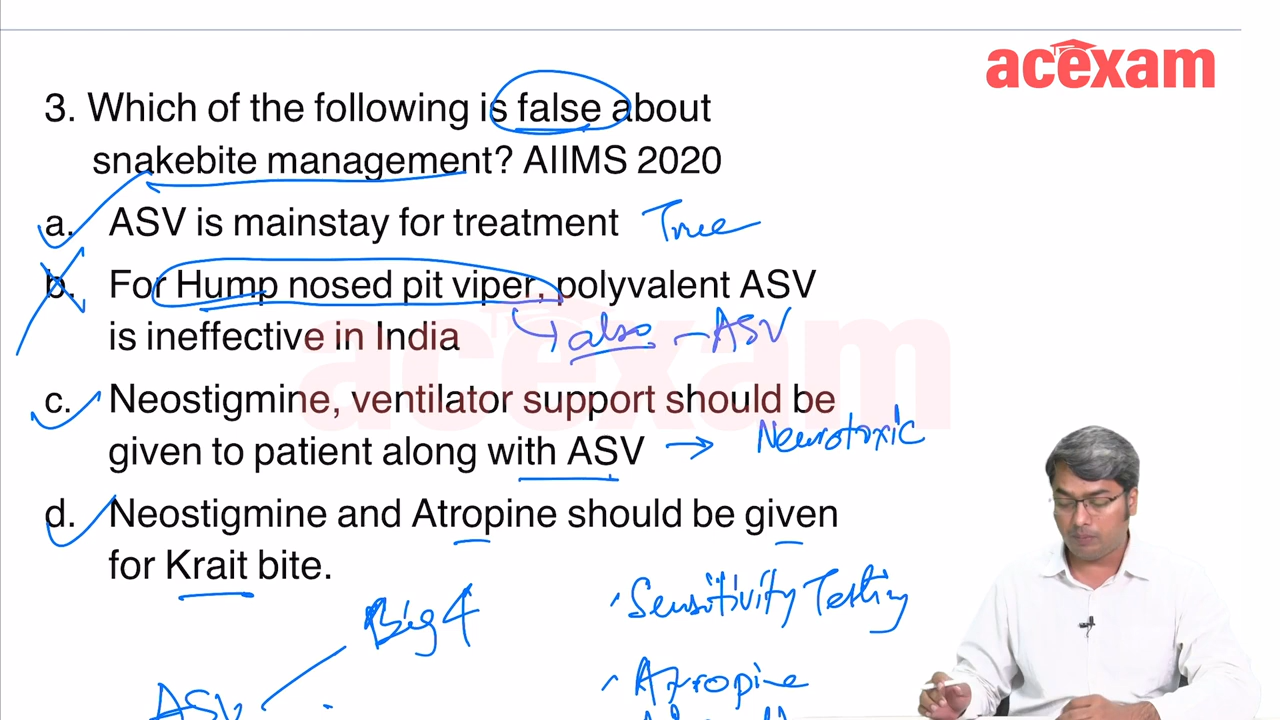 acexam
3. Which of the following is false about
snakebite management? AIIMS 2020
a. ASV is mainstay for treatment True
b. For Hump nosed pit viper, polyvalent ASV
is ineffective in India also - ASV
acexam
c. Neostigmine, ventilator support should be
given to patient along with ASV → Neurotoxic
d. Neostigmine and Atropine should be given
for Krait bite.
Big 4
Sensitivity Testing
ASV
Atropine